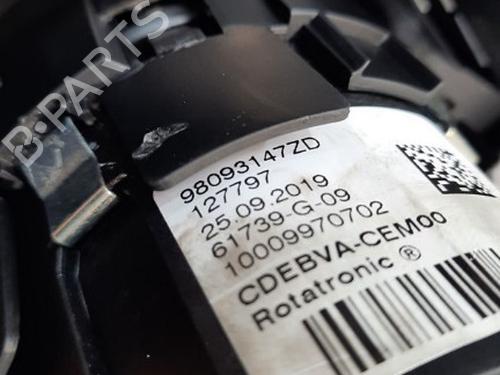 B-PARTS
98093147ZD
127797
25.09.2019
61739-G-09
10009970702
CDEBVA-CEM00
Rotatronic ®